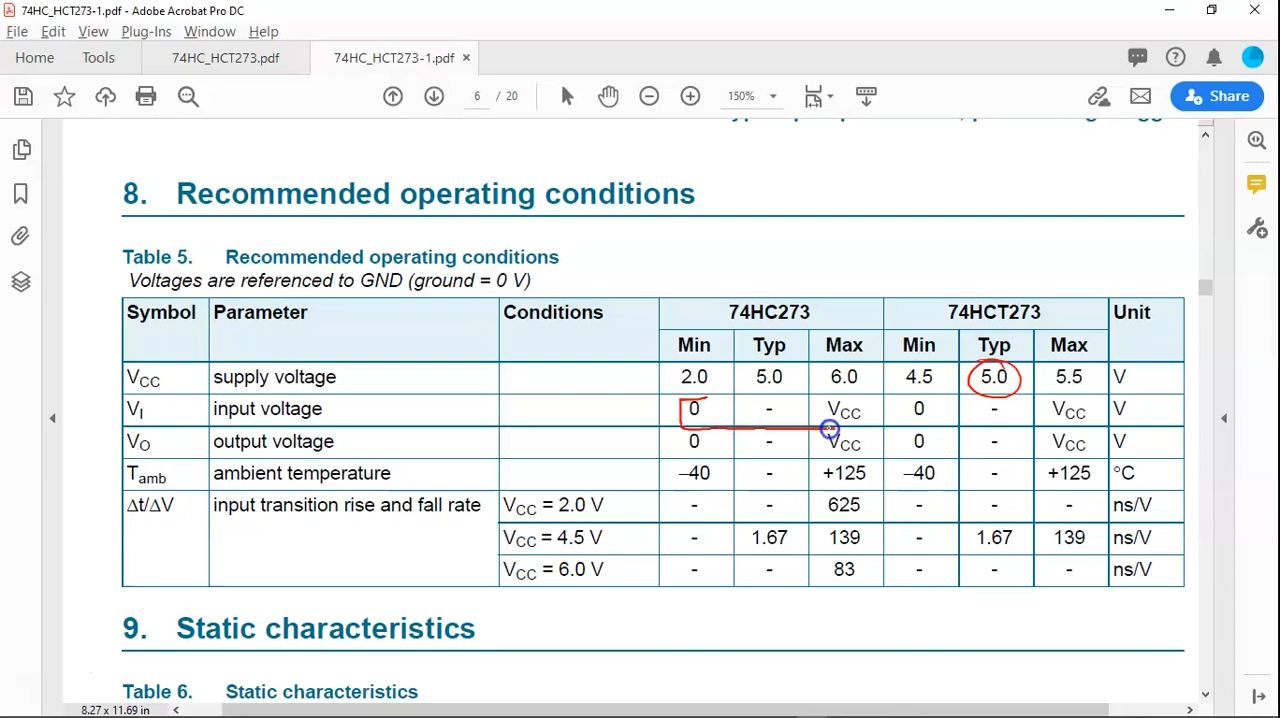 74HC_HCT273-1.pdf - Adobe Acrobat Pro DC
File Edit View Plug-Ins Window Help
Home Tools 74HC_HCT273.pdf 74HC_HCT273-1.pdf ×
6 / 20 150% Share
8. Recommended operating conditions
Table 5. Recommended operating conditions
Voltages are referenced to GND (ground = 0 V)
Symbol Parameter Conditions 74HC273 74HCT273 Unit
Min Typ Max Min Typ Max
VCC supply voltage 2.0 5.0 6.0 4.5 5.0 5.5 V
VI input voltage 0 - VCC 0 - VCC V
VO output voltage 0 - VCC 0 - VCC V
Tamb ambient temperature –40 - +125 –40 - +125 °C
Δt/ΔV input transition rise and fall rate VCC = 2.0 V - - 625 - - - ns/V
VCC = 4.5 V - 1.67 139 - 1.67 139 ns/V
VCC = 6.0 V - - 83 - - - ns/V
9. Static characteristics
Table 6. Static characteristics
8.27 x 11.69 in